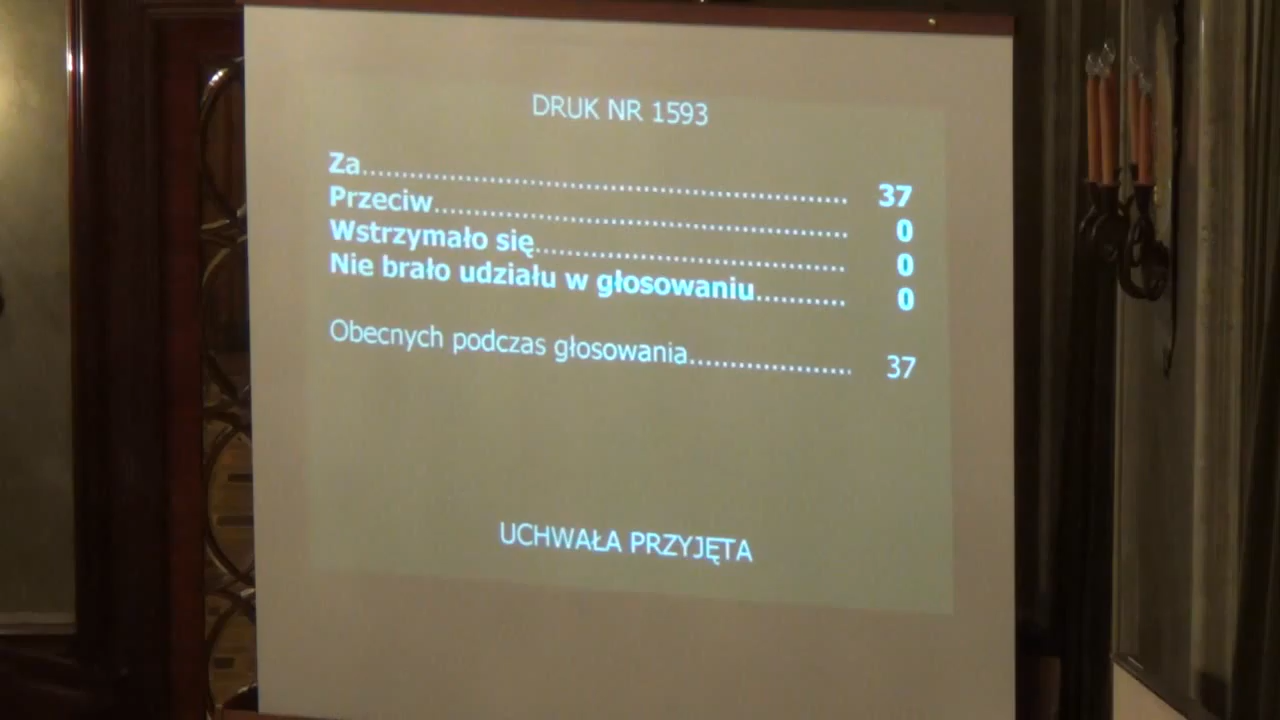 DRUK NR 1593
Za............................................................ 37
Przeciw................................................... 0
Wstrzymało się...................................... 0
Nie brało udziału w głosowaniu........... 0
Obecnych podczas głosowania.................... 37
UCHWAŁA PRZYJĘTA